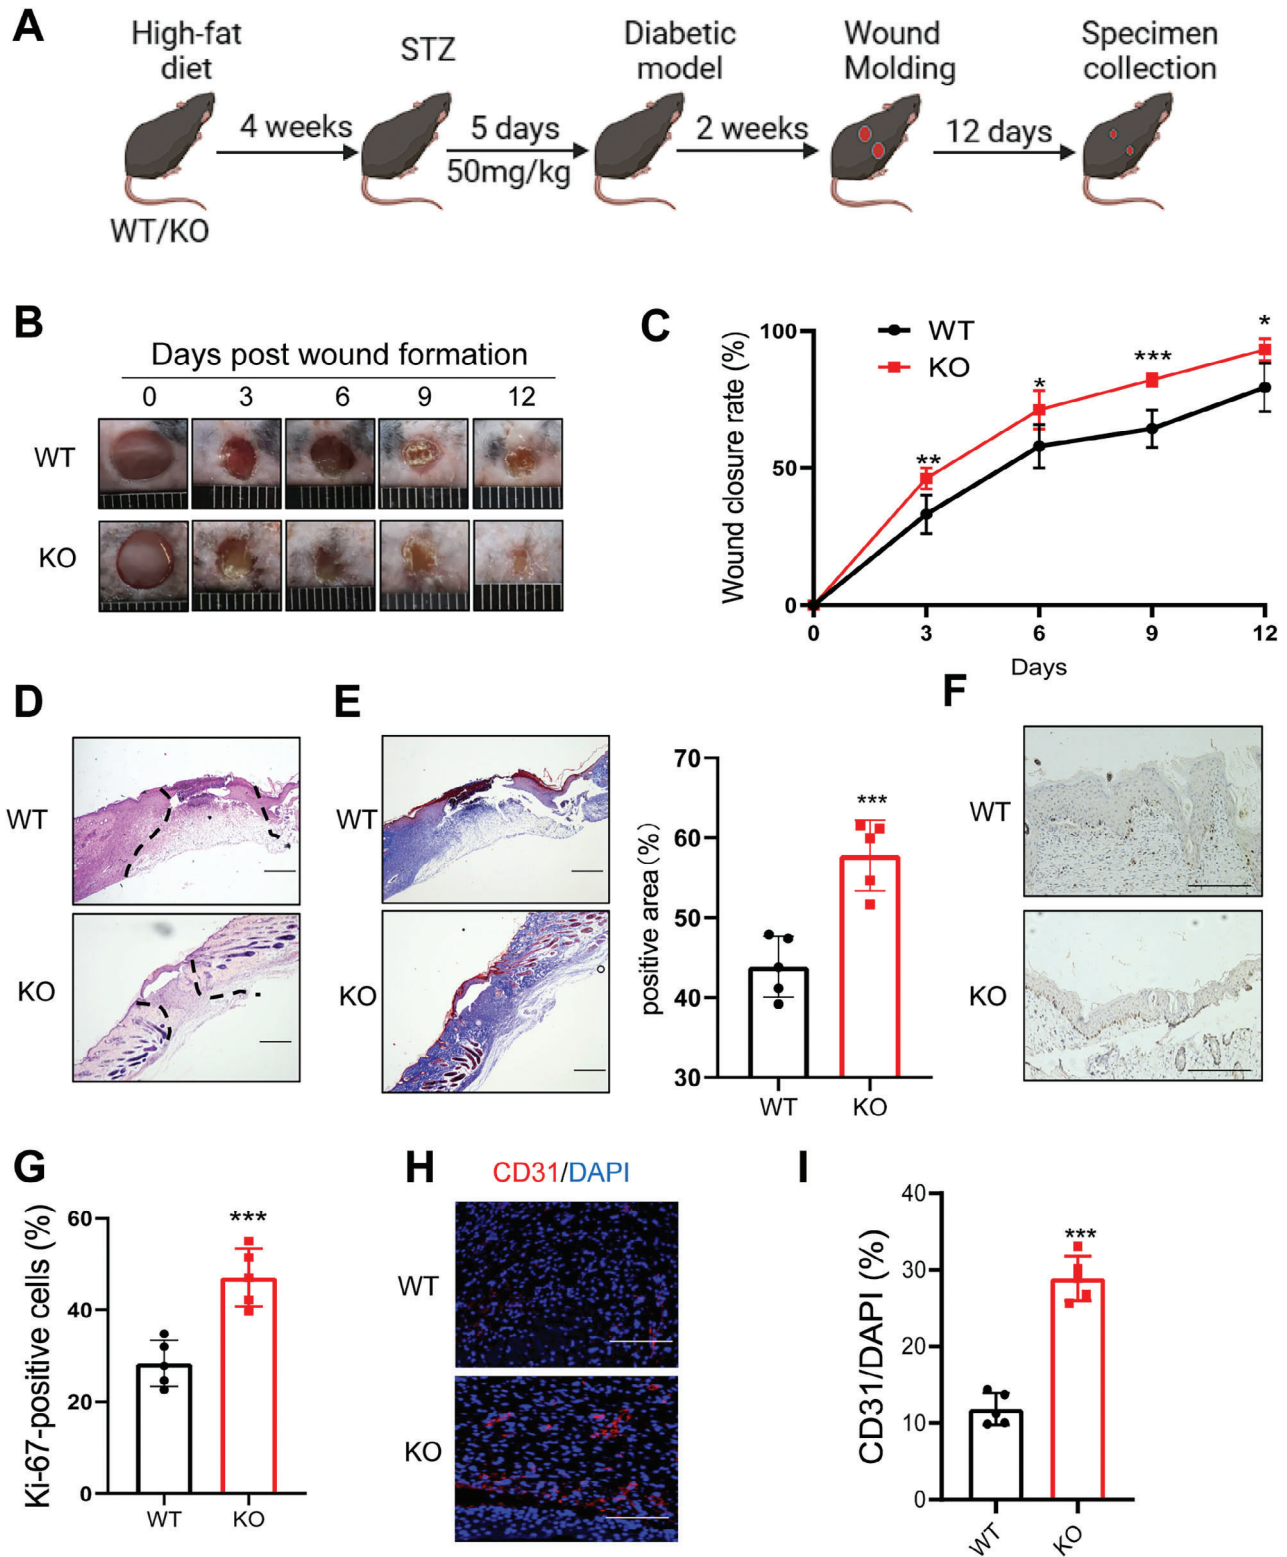 A
High-fat
diet
STZ
Diabetic
model
Wound
Molding
Specimen
collection
4 weeks
5 days
50mg/kg
2 weeks
12 days
WT/KO
B
Days post wound formation
0 3 6 9 12
WT
KO
C
Wound closure rate (%)
100
50
0
WT
KO
**
*
***
*
0 3 6 9 12
Days
D
WT
KO
E
WT
KO
positive area(%)
70
60
50
40
30
***
WT KO
F
WT
KO
G
Ki-67-positive cells (%)
60
40
20
0
***
WT KO
H
CD31/DAPI
WT
KO
I
CD31/DAPI (%)
40
30
20
10
0
***
WT KO